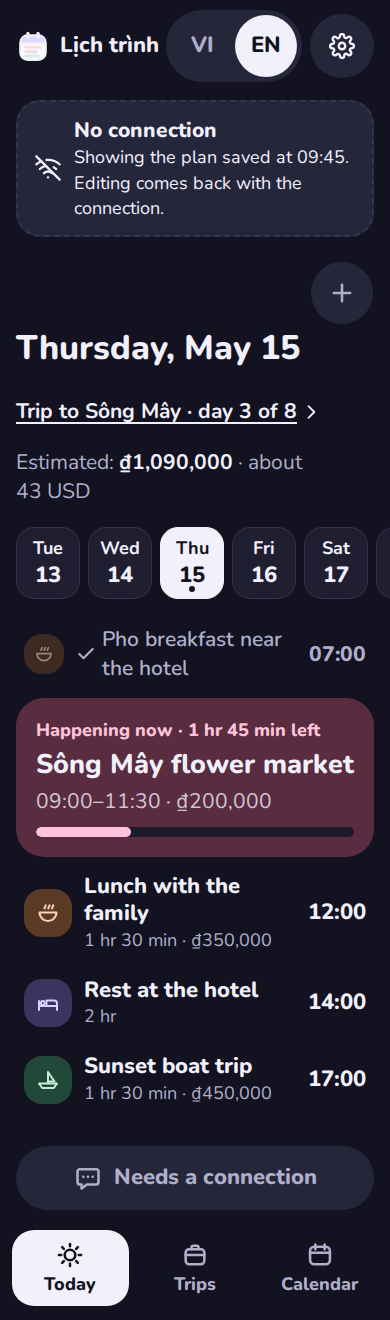 Lịch trình
VI
EN
No connection
Showing the plan saved at 09:45.
Editing comes back with the
connection.
Thursday, May 15
Trip to Sông Mây · day 3 of 8
Estimated: ₫1,090,000 · about
43 USD
Tue
Wed
Thu
Fri
Sat
13
14
15
16
17
Pho breakfast near
the hotel
07:00
Happening now · 1 hr 45 min left
Sông Mây flower market
09:00–11:30 · ₫200,000
Lunch with the
family
1 hr 30 min · ₫350,000
12:00
Rest at the hotel
2 hr
14:00
Sunset boat trip
1 hr 30 min · ₫450,000
17:00
Needs a connection
Today
Trips
Calendar